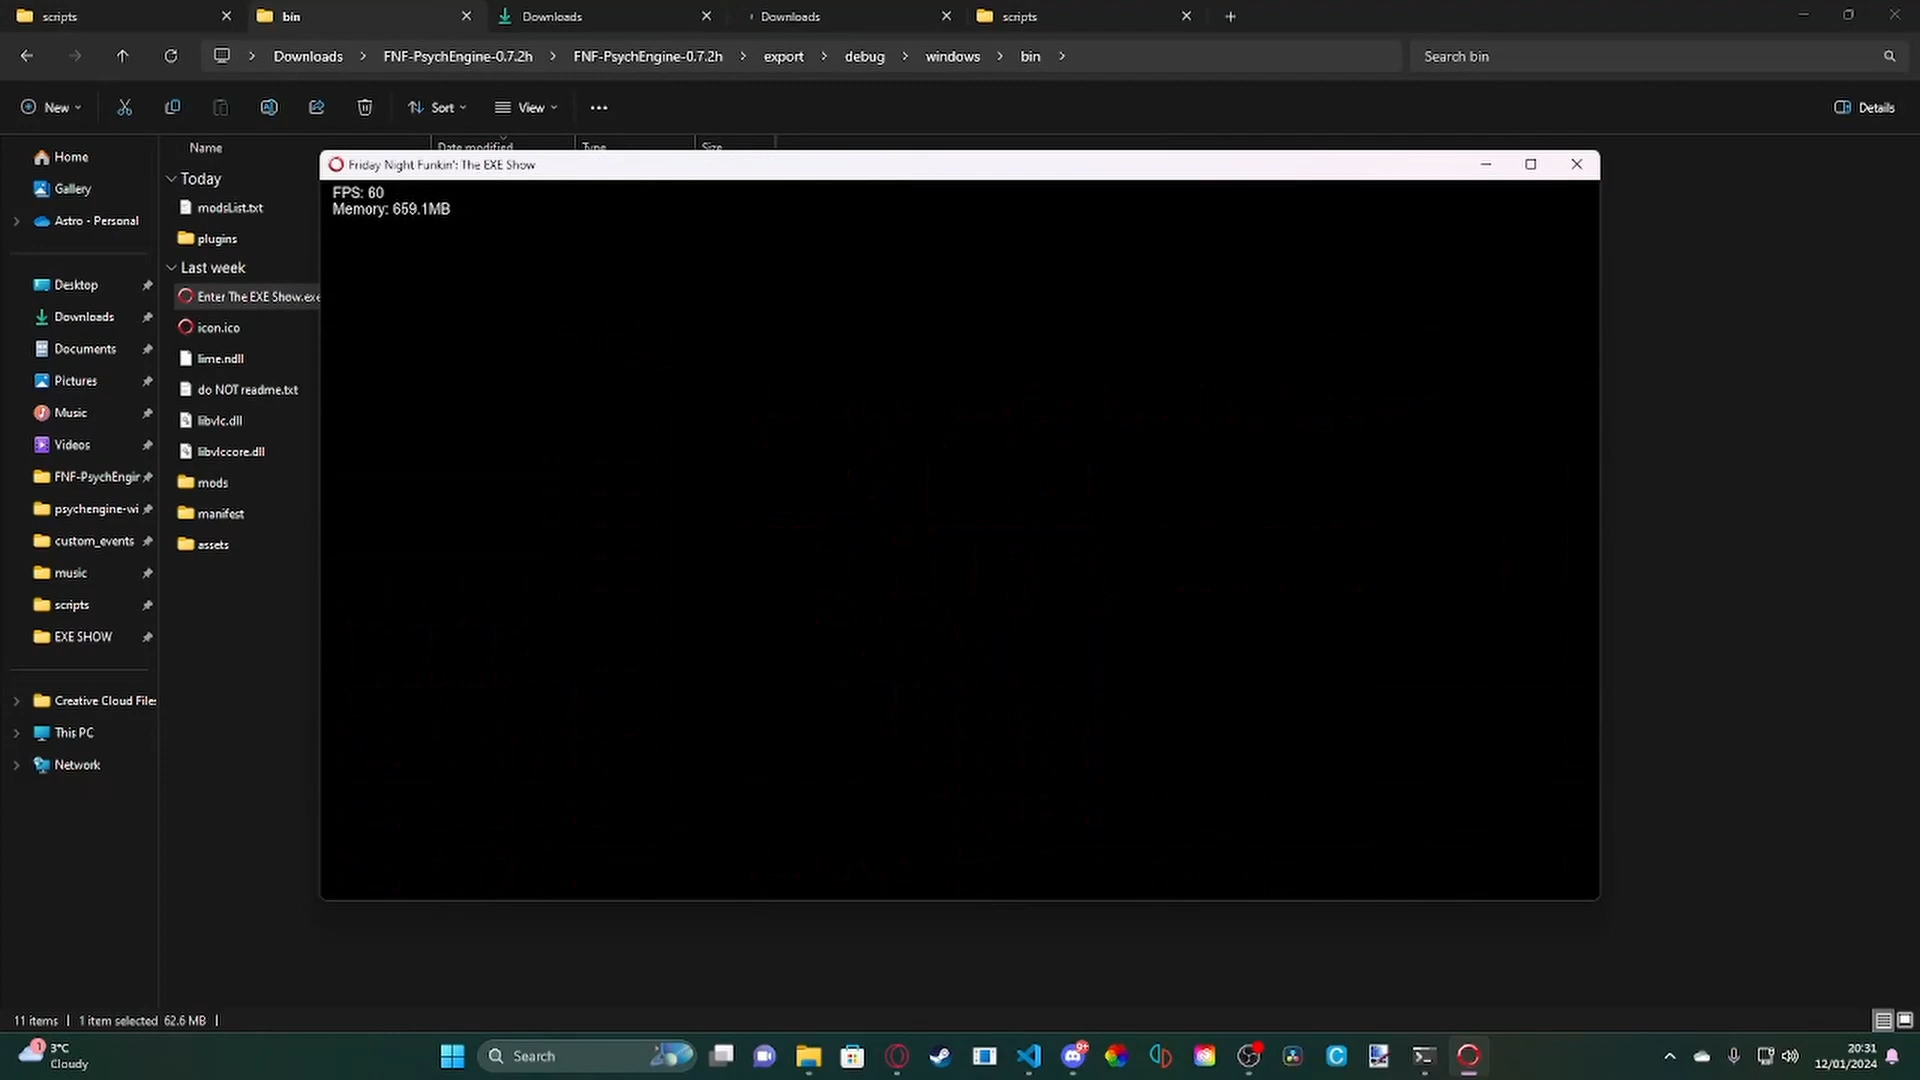 scripts
bin
Downloads
Downloads
scripts
Downloads
FNF-PsychEngine-0.7.2h
FNF-PsychEngine-0.7.2h
export
debug
windows
bin
Search bin
New
Sort
View
Details
Name
Date modified
Type
Size
Home
Gallery
Astro - Personal
Desktop
Downloads
Documents
Pictures
Music
Videos
FNF-PsychEngir
psychengine-wi
custom_events
music
scripts
EXE SHOW
Creative Cloud Files
This PC
Network
Today
modsList.txt
plugins
Last week
Enter The EXE Show.exe
icon.ico
lime.ndll
do NOT readme.txt
libvlc.dll
libvlccore.dll
mods
manifest
assets
Friday Night Funkin': The EXE Show
FPS: 60
Memory: 659.1MB
11 items
1 item selected 62.6 MB
1
3°C
Cloudy
Search
9+
20:31
12/01/2024